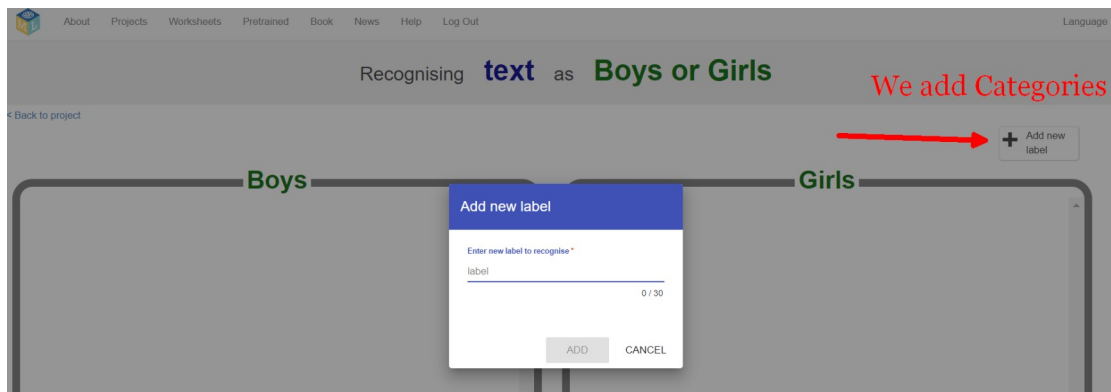 About Projects Worksheets Pretrained Book News Help Log Out Language
Recognising text as Boys or Girls
We add Categories
< Back to project
Add new
label
Boys
Girls
Add new label
Enter new label to recognise *
label
0 / 30
ADD CANCEL